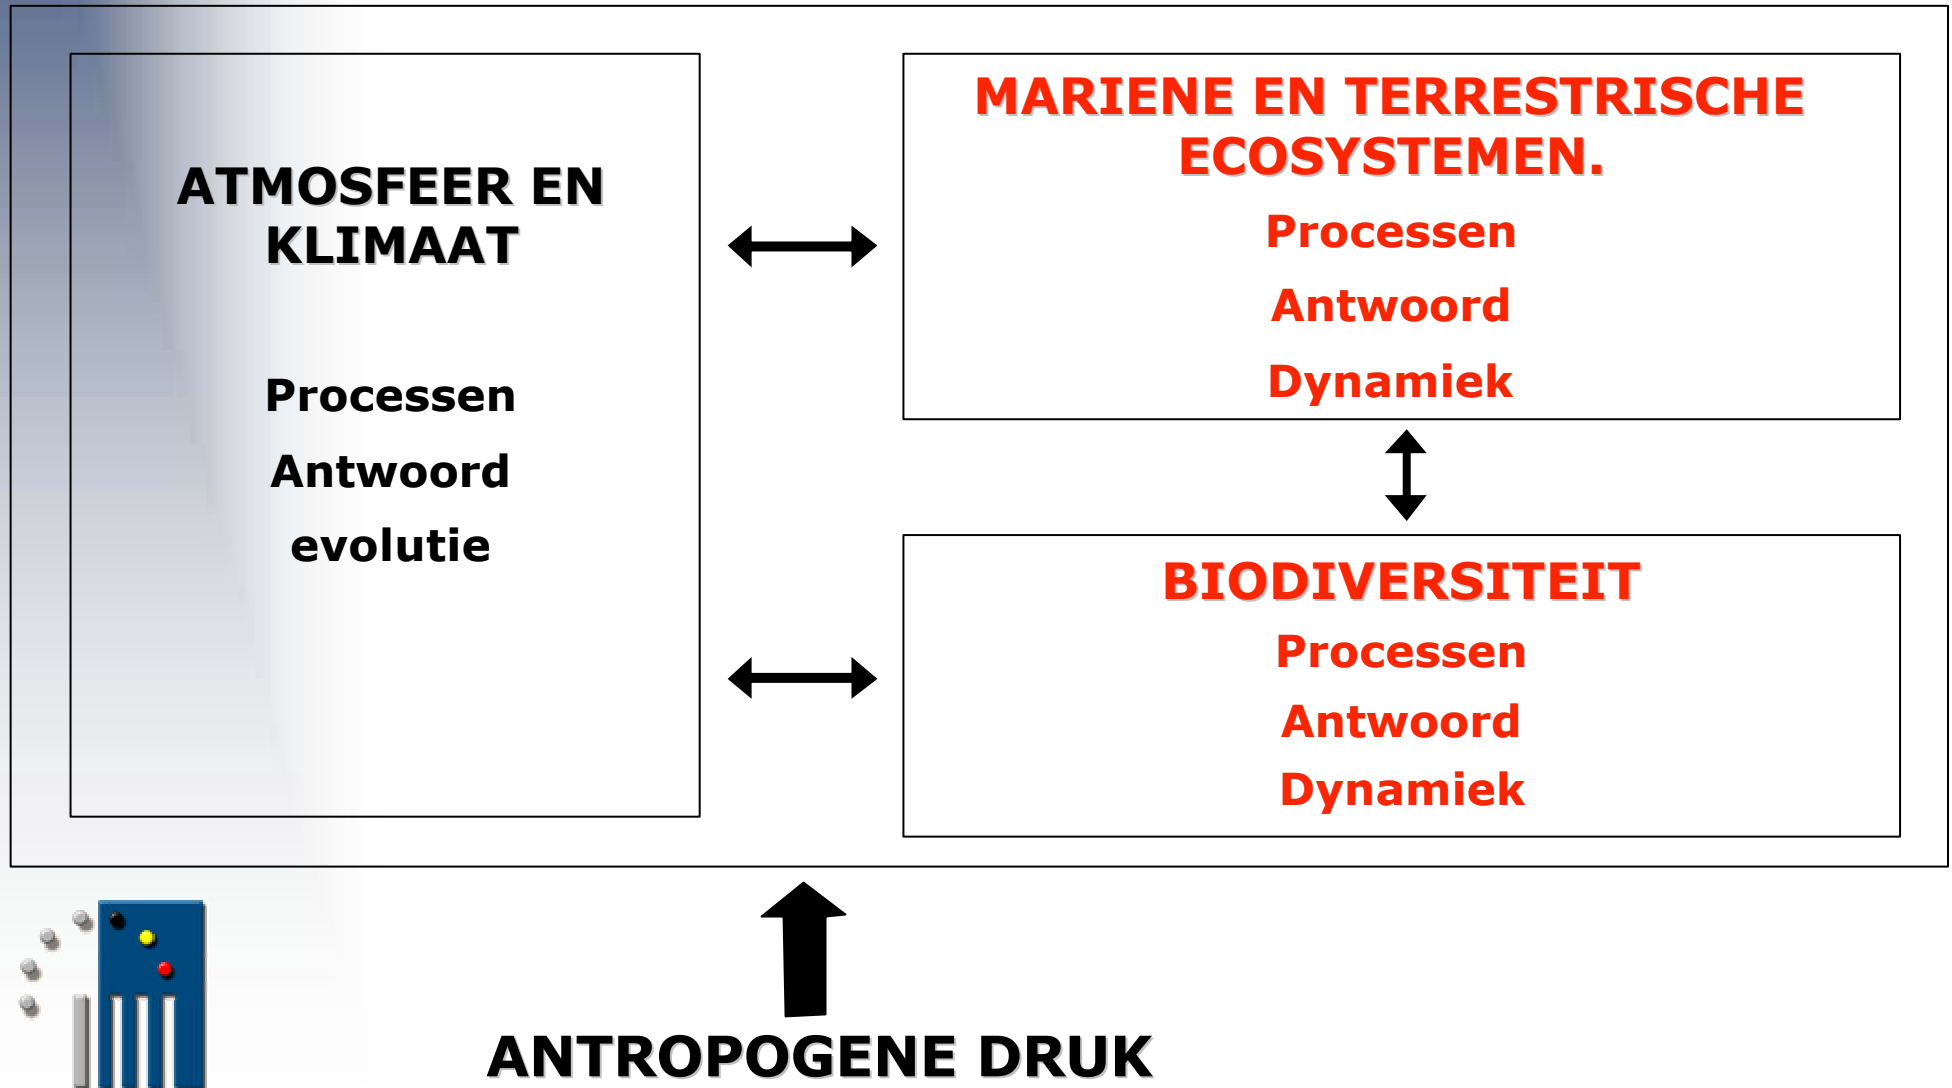 ATMOSFEER EN
KLIMAAT
Processen
Antwoord
evolutie
MARIENE EN TERRESTRISCHE
ECOSYSTEMEN.
Processen
Antwoord
Dynamiek
BIODIVERSITEIT
Processen
Antwoord
Dynamiek
ANTROPOGENE DRUK